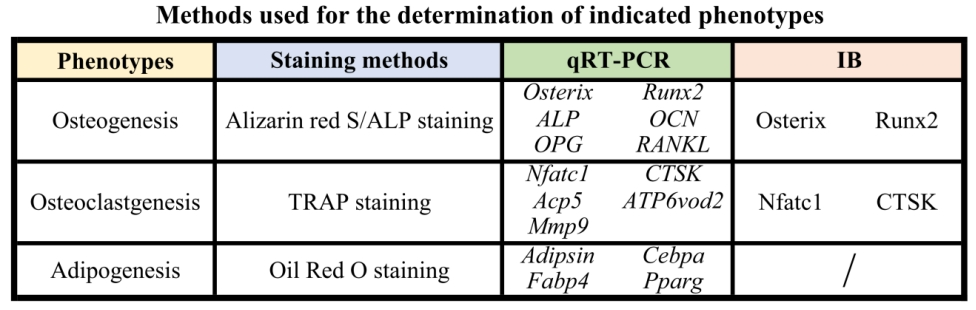 Methods used for the determination of indicated phenotypes
Phenotypes Staining methods qRT-PCR IB
Osteogenesis Alizarin red S/ALP staining
Osterix Runx2
ALP OCN
OPG RANKL
Osterix Runx2
Osteoclastgenesis TRAP staining
Nfatc1 CTSK
Acp5 ATP6vod2
Mmp9
Nfatc1 CTSK
Adipogenesis Oil Red O staining
Adipsin Cebpa
Fabp4 Pparg
/